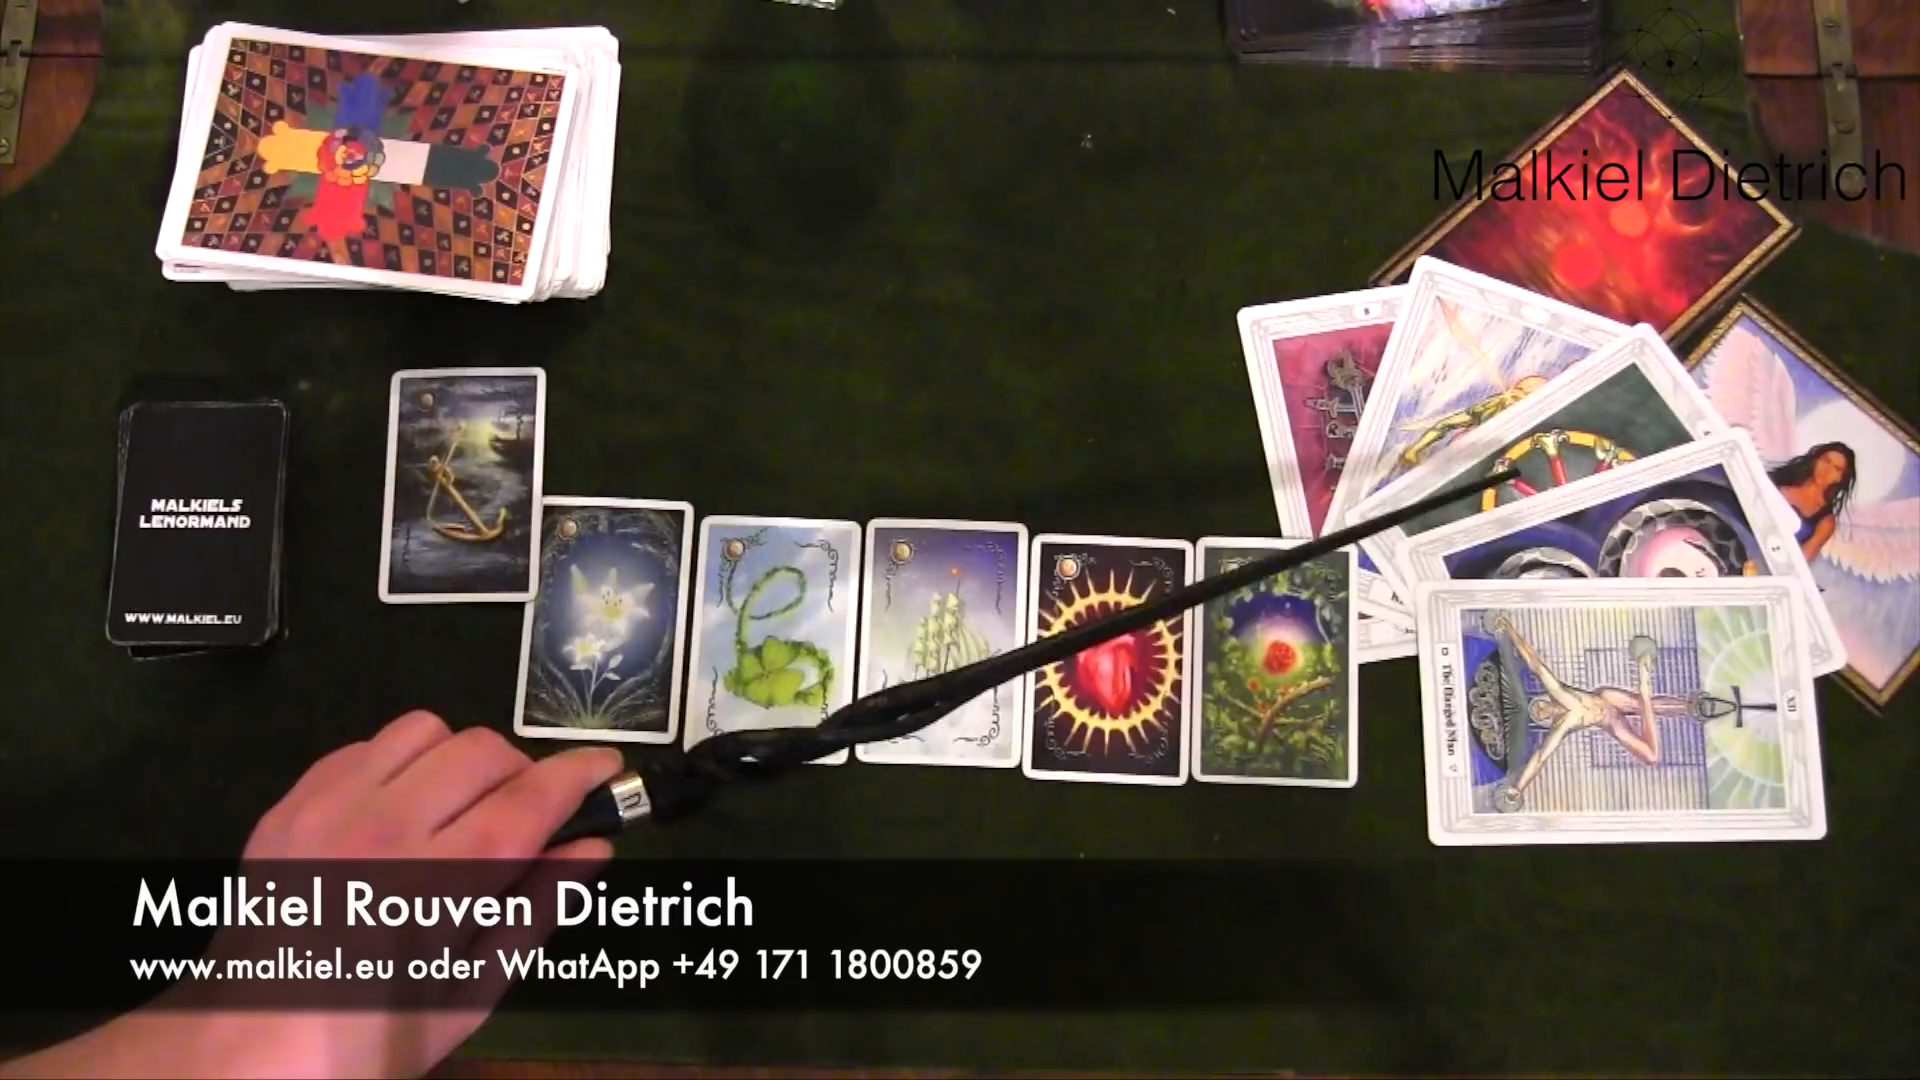 Malkiel Dietrich
MALKIELS
LENORMAND
WWW.MALKIEL.EU
The Hanged Man
XII
Malkiel Rouven Dietrich
www.malkiel.eu oder WhatApp +49 171 1800859